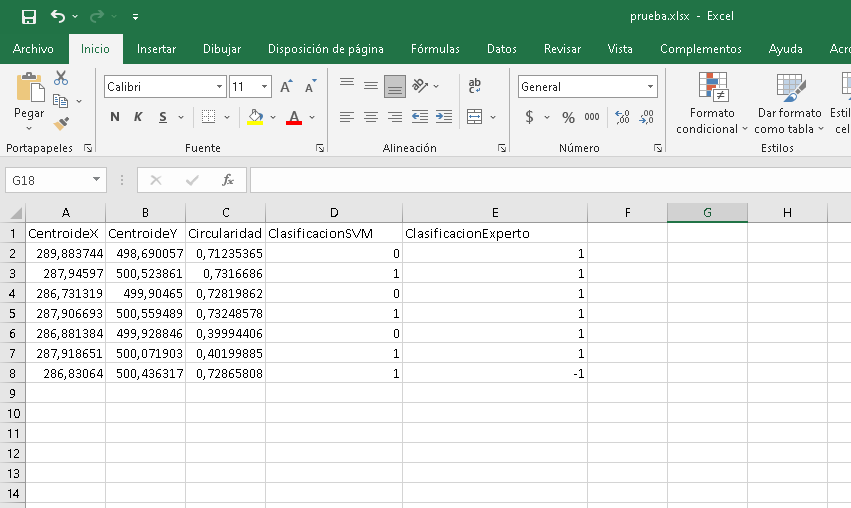 prueba.xlsx - Excel
Archivo Inicio Insertar Dibujar Disposición de página Fórmulas Datos Revisar Vista Complementos Ayuda Acro
Pegar
Calibri 11
N K S A A A
ab
c
General
$ % 000 ,00 ,00
Formato
condicional
Dar formato
como tabla
Estil
cel
Portapapeles Fuente Alineación Número Estilos
G18 fx
A B C D E F G H
1 CentroideX CentroideY Circularidad ClasificacionSVM ClasificacionExperto
2 289,883744 498,690057 0,71235365 0 1
3 287,94597 500,523861 0,7316686 1 1
4 286,731319 499,90465 0,72819862 0 1
5 287,906693 500,559489 0,73248578 1 1
6 286,881384 499,928846 0,39994406 0 1
7 287,918651 500,071903 0,40199885 1 1
8 286,83064 500,436317 0,72865808 1 -1
9
10
11
12
13
14